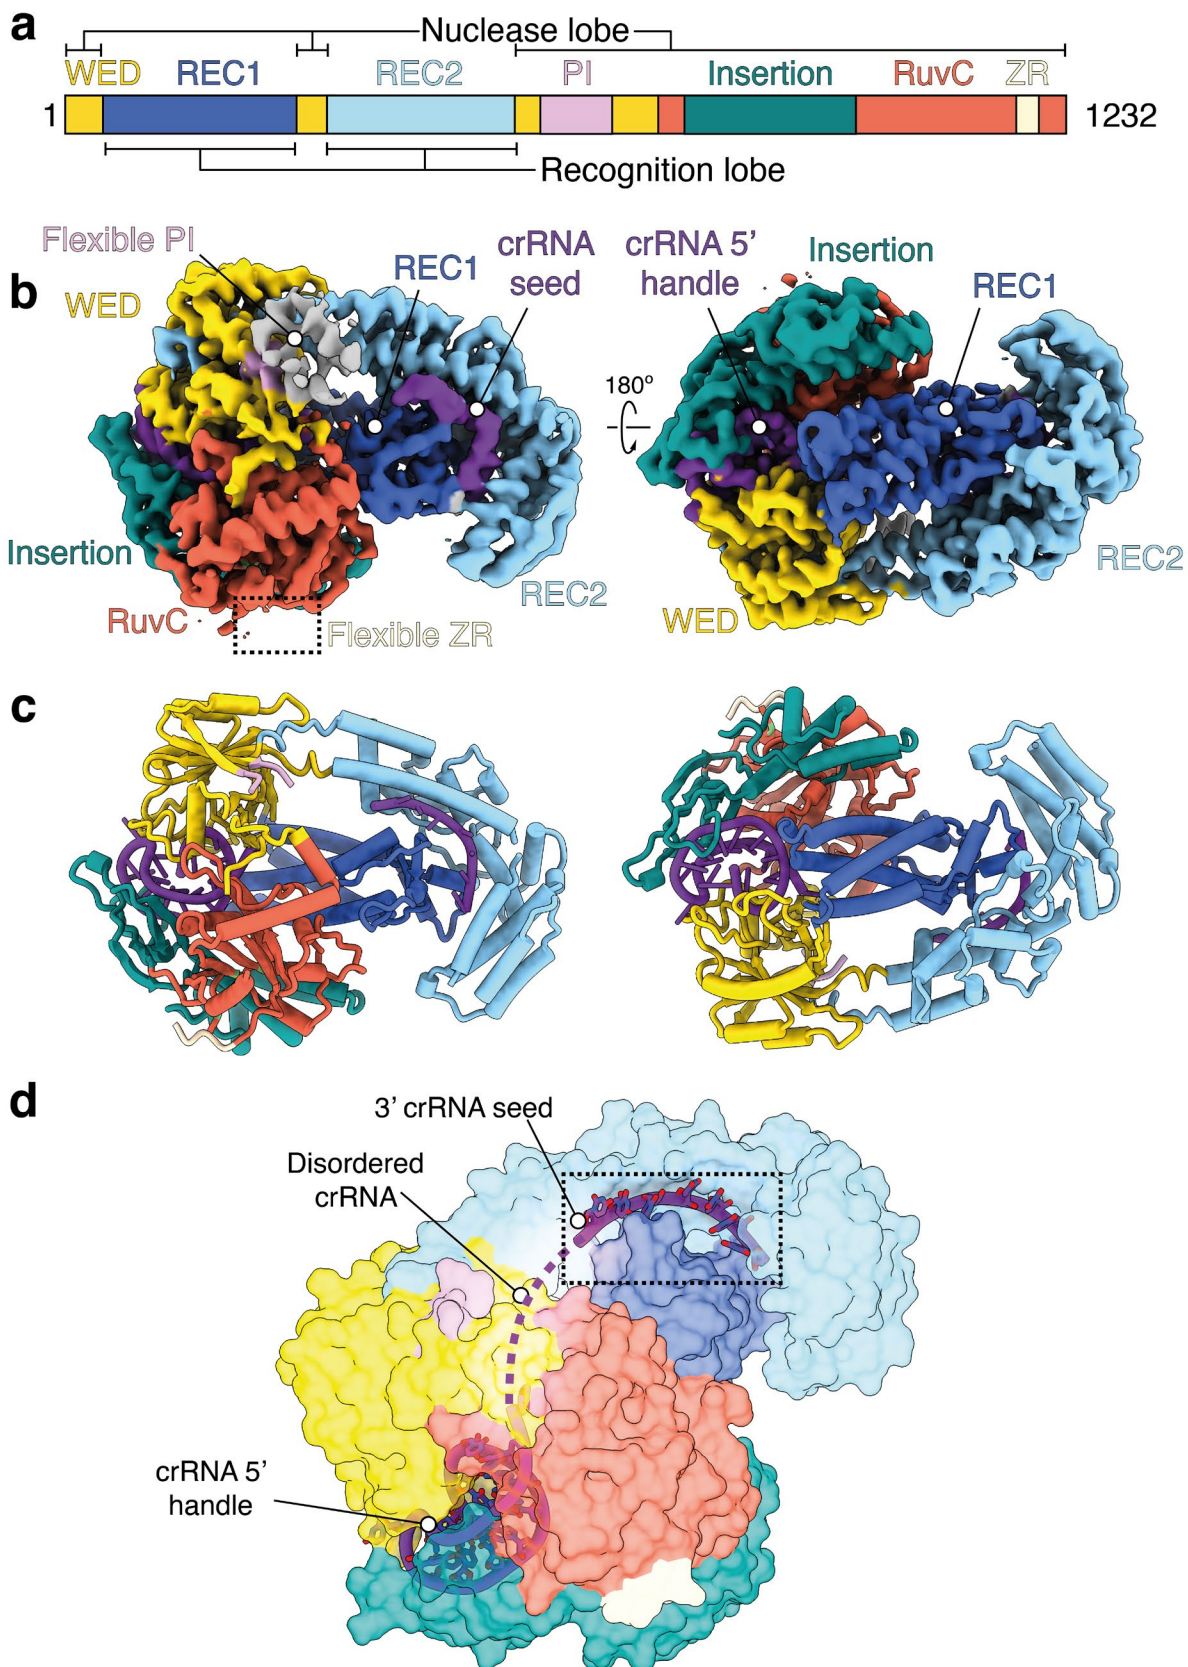 a
Nuclease lobe
WED REC1 REC2 PI Insertion RuvC ZR
1 1232
Recognition lobe
b
Flexible PI
WED
REC1
crRNA
seed
Insertion
RuvC
Flexible ZR
REC2
180º
crRNA 5’
handle
Insertion
REC1
REC2
WED
c
d
3’ crRNA seed
Disordered
crRNA
crRNA 5’
handle